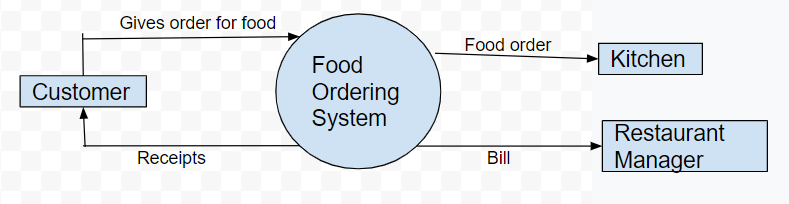 Gives order for food
Food order
Food
Ordering
System
Kitchen
Customer
Restaurant
Manager
Receipts
Bill